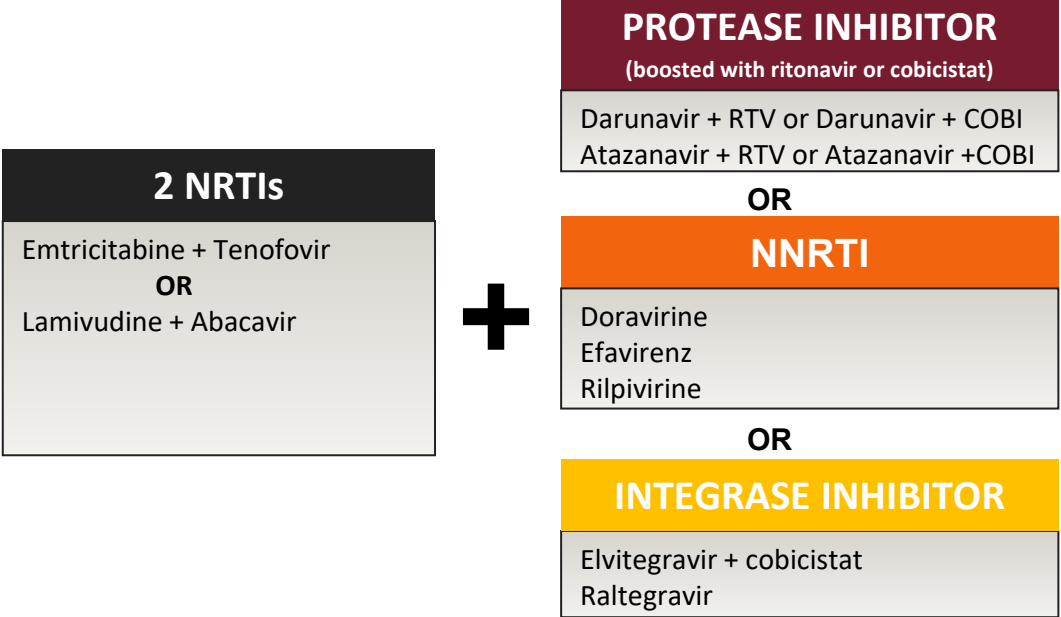 2 NRTIs
Emtricitabine + Tenofovir
OR
Lamivudine + Abacavir
+
PROTEASE INHIBITOR
(boosted with ritonavir or cobicistat)
Darunavir + RTV or Darunavir + COBI
Atazanavir + RTV or Atazanavir +COBI
OR
NNRTI
Doravirine
Efavirenz
Rilpivirine
OR
INTEGRASE INHIBITOR
Elvitegravir + cobicistat
Raltegravir